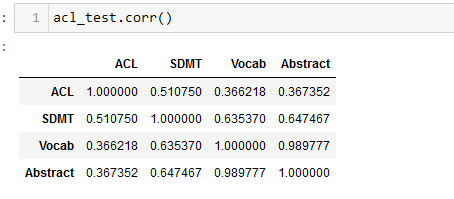 : 1 acl_test.corr()
:
ACL SDMT Vocab Abstract
ACL 1.000000 0.510750 0.366218 0.367352
SDMT 0.510750 1.000000 0.635370 0.647467
Vocab 0.366218 0.635370 1.000000 0.989777
Abstract 0.367352 0.647467 0.989777 1.000000